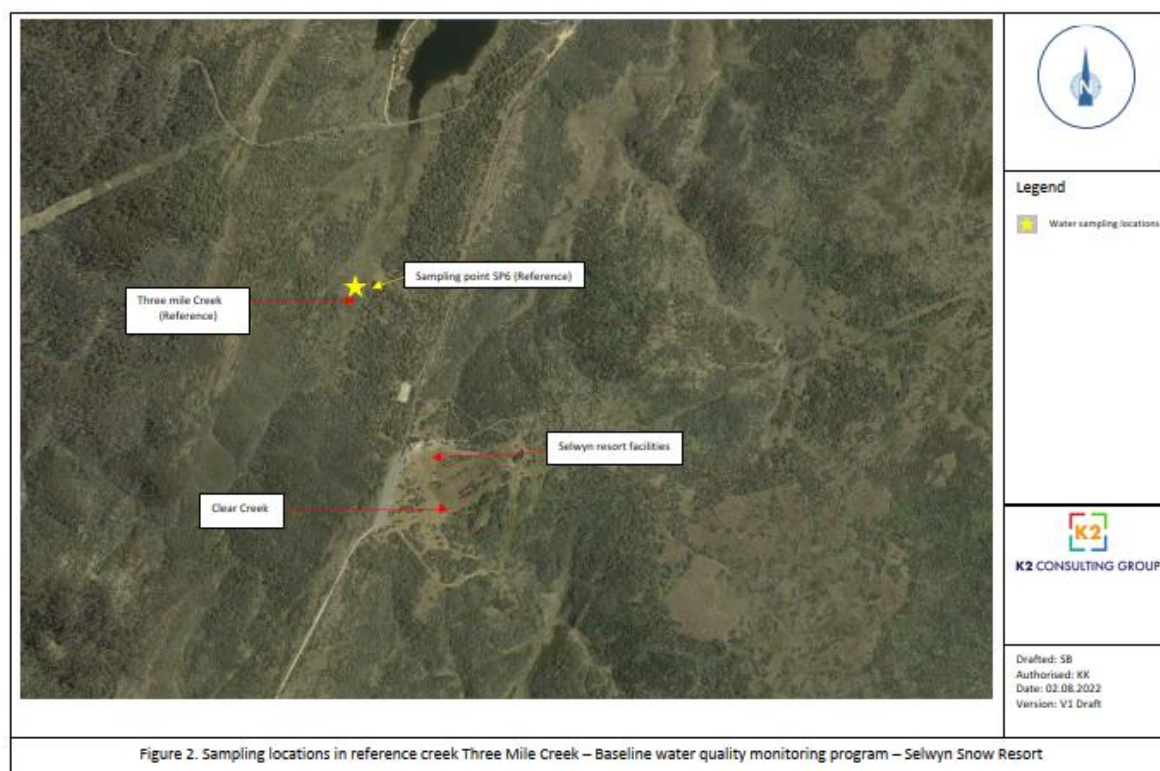 N
Legend
Water sampling locations
Sampling point SP6 (Reference)
Three mile Creek
(Reference)
Selwyn resort facilities
Clear Creek
K2
K2 CONSULTING GROUP
Drafted: SB
Authorised: KK
Date: 02.08.2022
Version: V1 Draft
Figure 2. Sampling locations in reference creek Three Mile Creek – Baseline water quality monitoring program – Selwyn Snow Resort